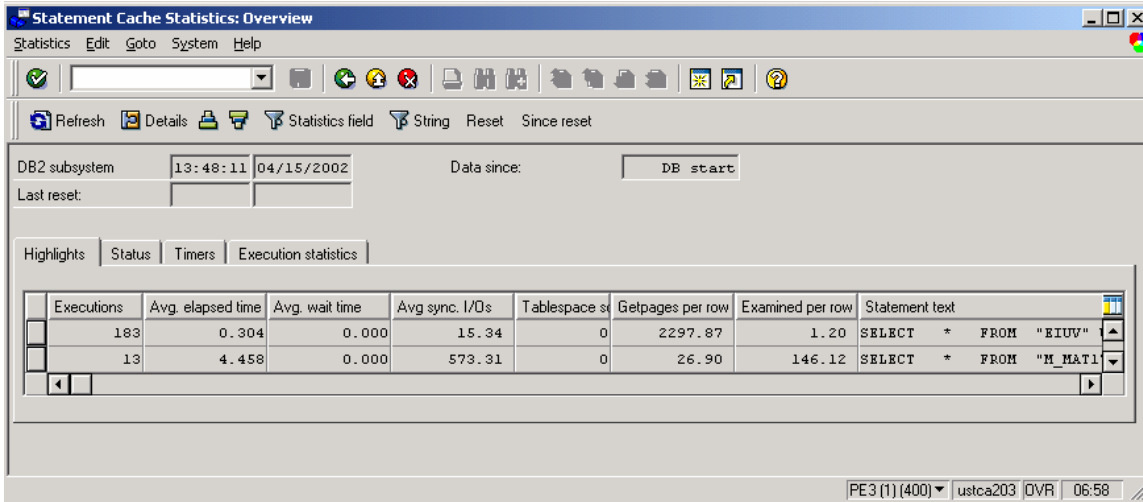 Statement Cache Statistics: Overview
Statistics Edit Goto System Help
Refresh Details Statistics field String Reset Since reset
DB2 subsystem 13:48:11 04/15/2002 Data since: DB start
Last reset:
Highlights Status Timers Execution statistics
Executions Avg. elapsed time Avg. wait time Avg sync. I/Os Tablespace Getpages per row Examined per row Statement text
183 0.304 0.000 15.34 0 2297.87 1.20 SELECT * FROM "EIUV"
13 4.458 0.000 573.31 0 26.90 146.12 SELECT * FROM "M_MAT1"
PE3 (1) (400) ustca203 OVR 06:58